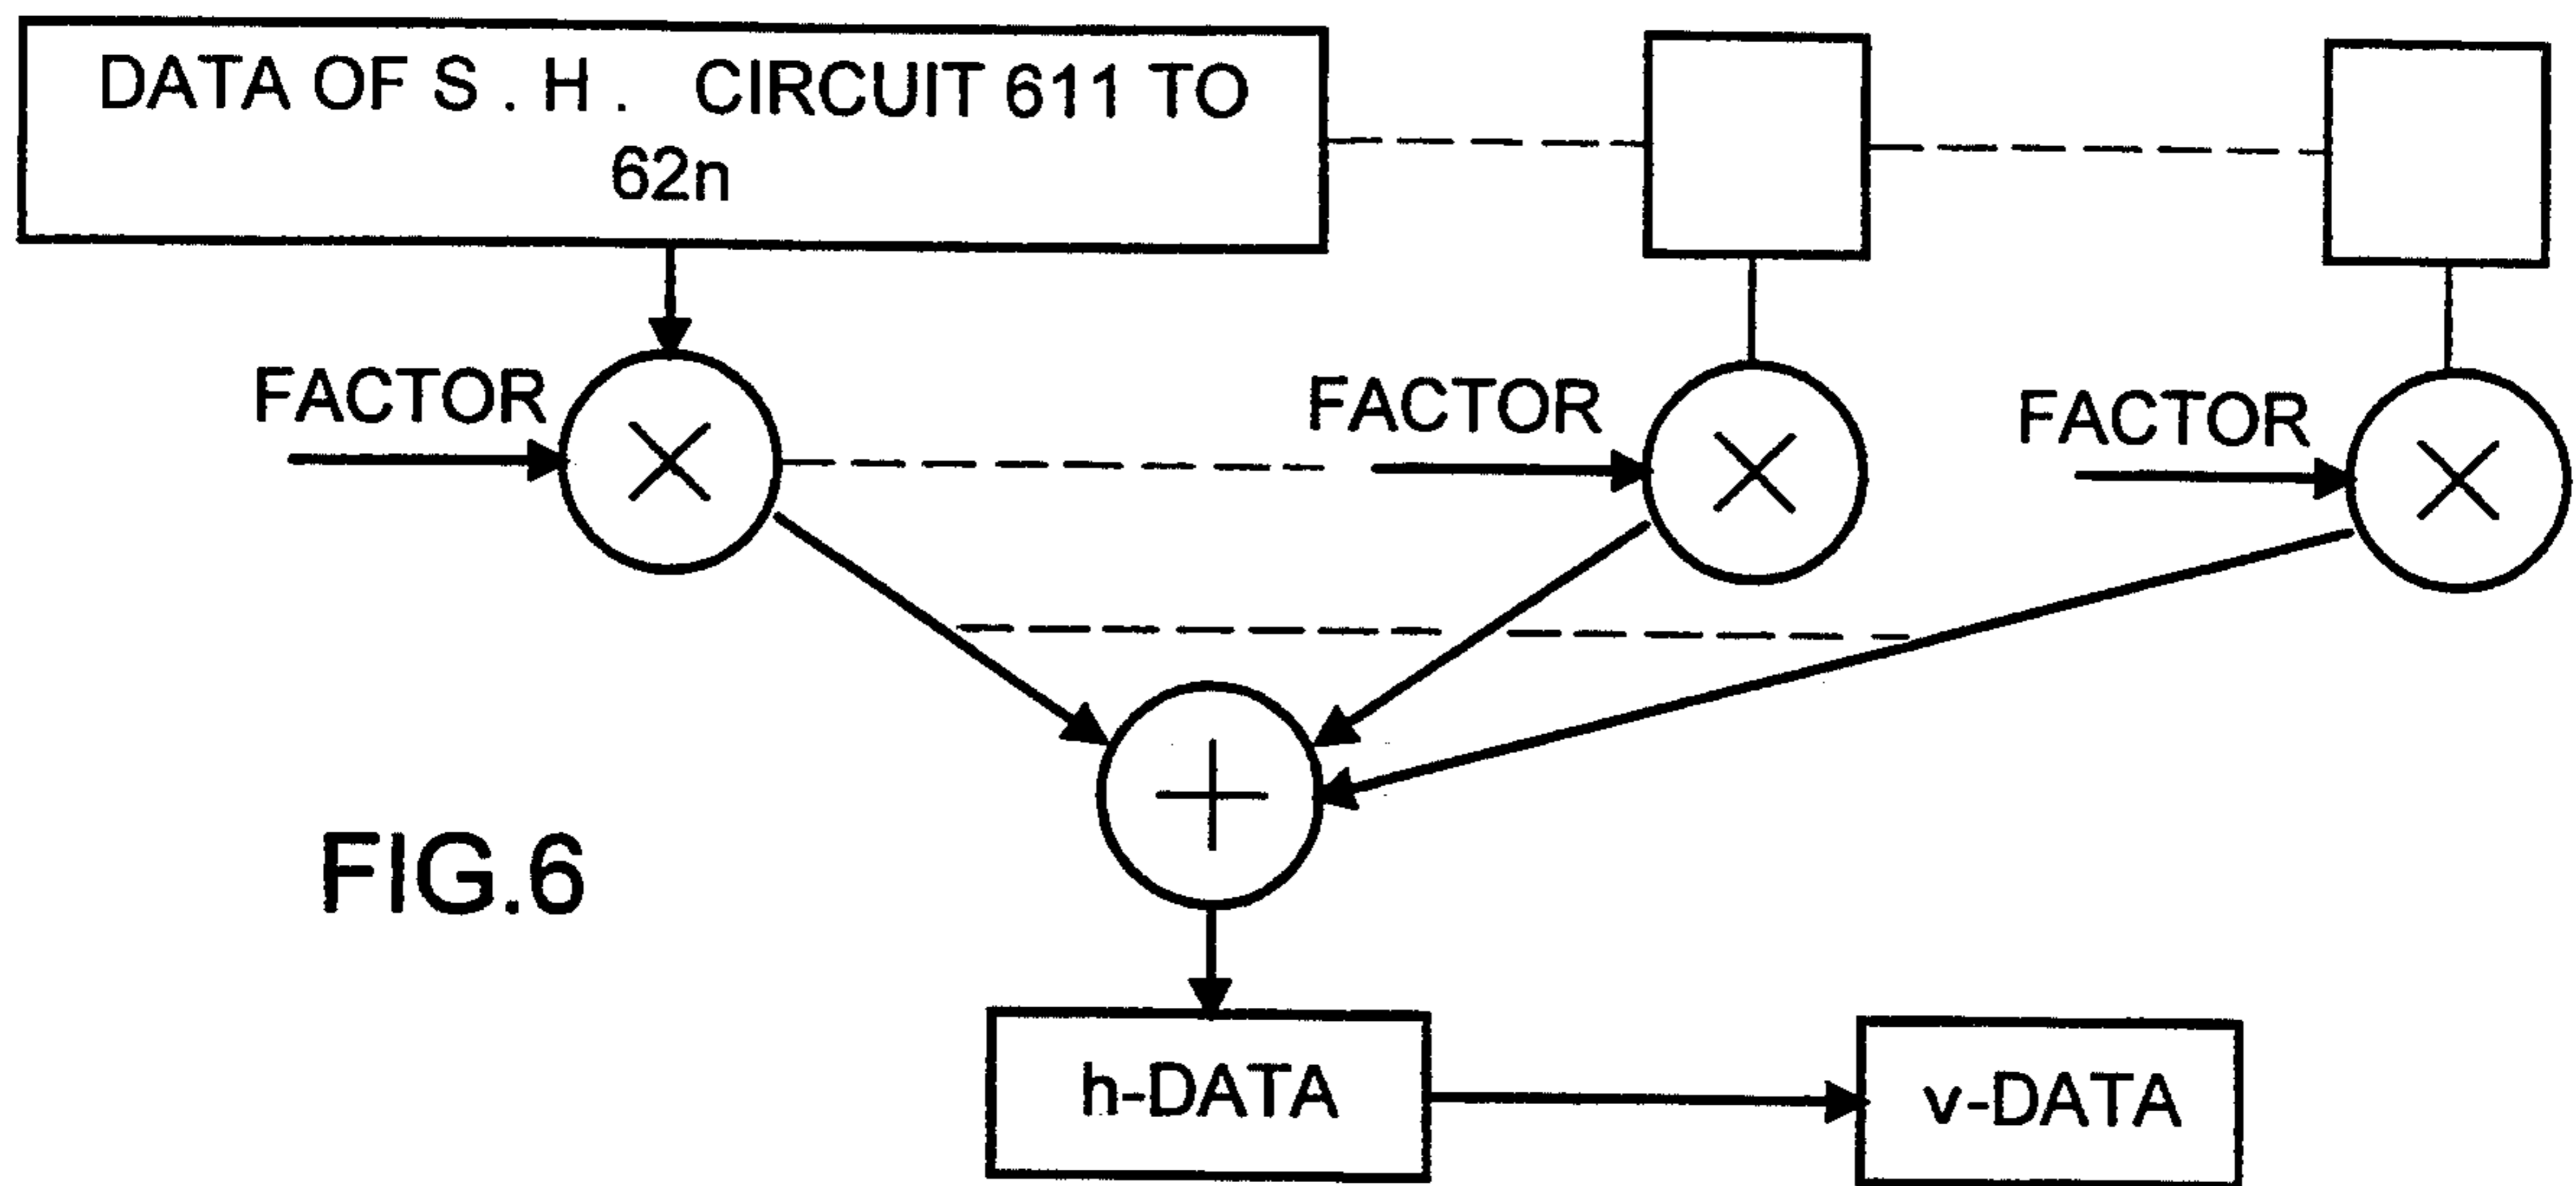 DATA OF S . H . CIRCUIT 611 TO
62n
FACTOR
FACTOR
FACTOR
FIG.6
h-DATA
v-DATA